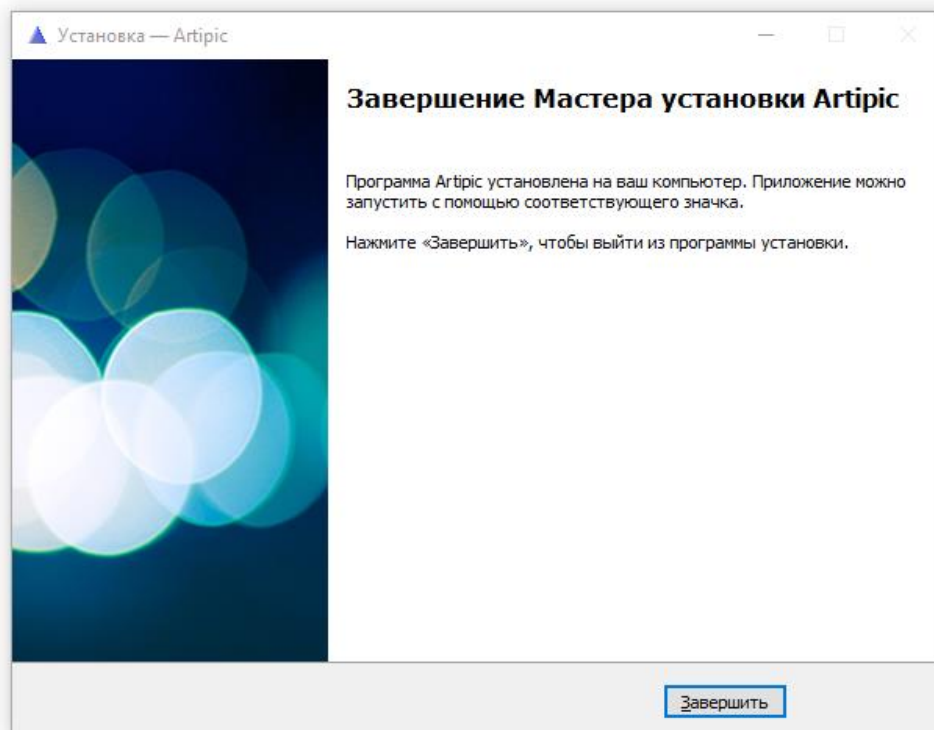 Установка — Artipic
Завершение Мастера установки Artipic
Программа Artipic установлена на ваш компьютер. Приложение можно
запустить с помощью соответствующего значка.
Нажмите «Завершить», чтобы выйти из программы установки.
Завершить